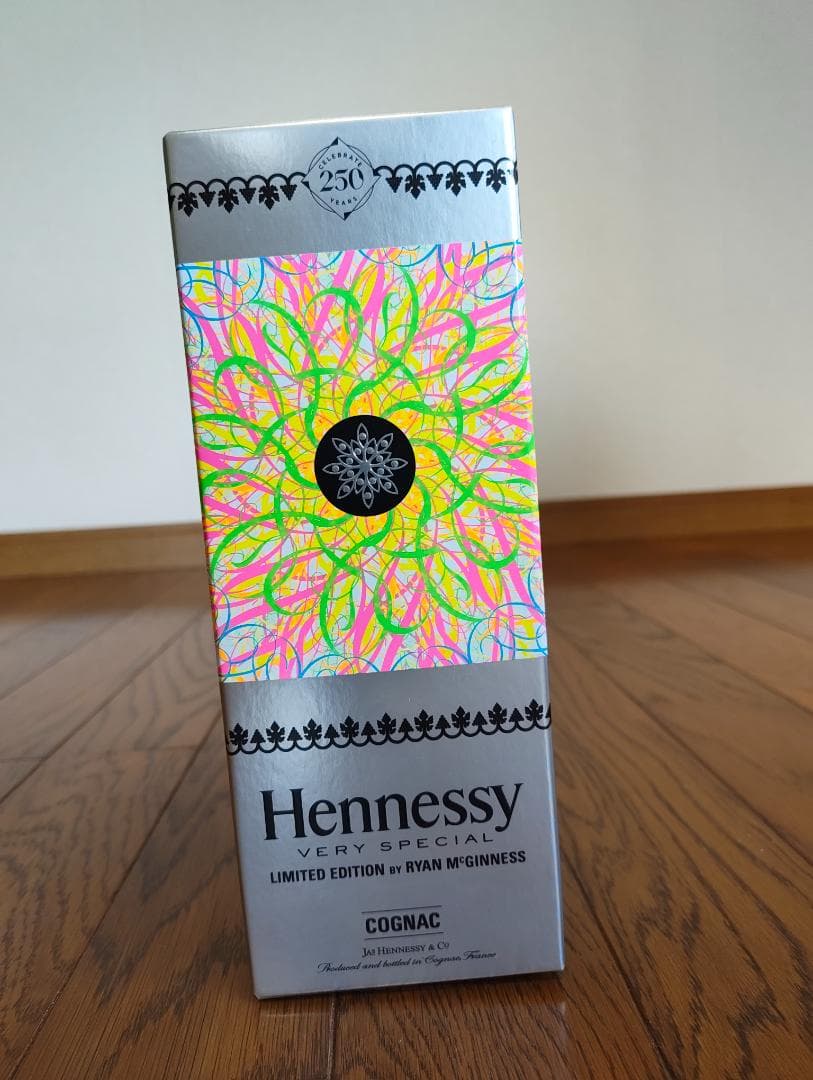 CELEBRATE
250
YEARS
Hennessy
VERY SPECIAL
LIMITED EDITION BY RYAN McGINNESS
COGNAC
JAs HENNESSY & Co
Produced and bottled in Cognac, France